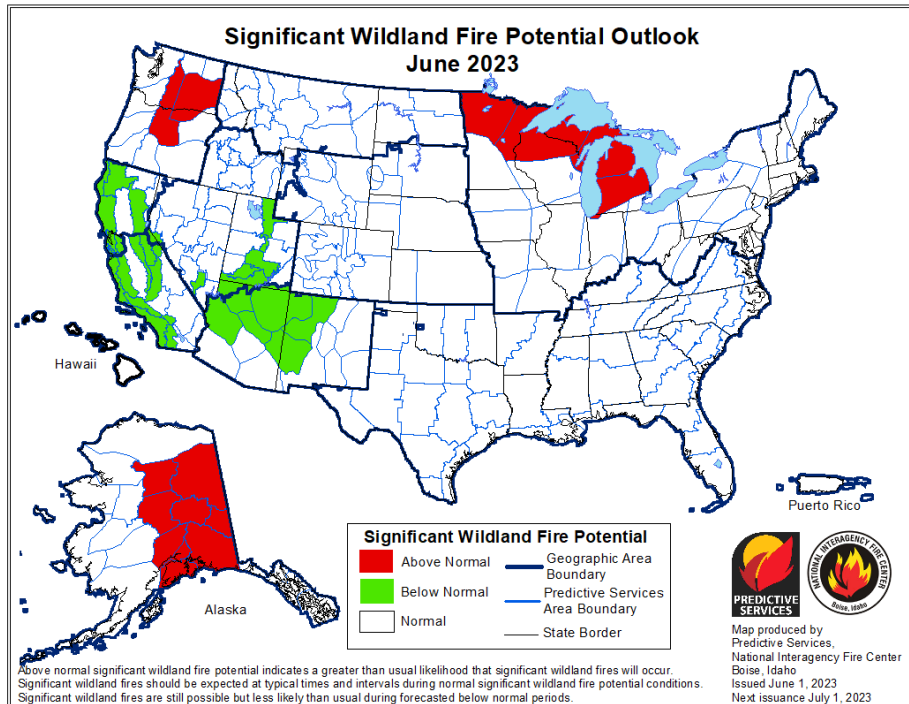 Significant Wildland Fire Potential Outlook
June 2023
Hawaii
Alaska
Puerto Rico
Significant Wildland Fire Potential
Above Normal
Below Normal
Normal
Geographic Area
Boundary
Predictive Services
Area Boundary
State Border
PREDICTIVE
SERVICES
NATIONAL INTERAGENCY FIRE CENTER
Boise, Idaho
Map produced by
Predictive Services,
National Interagency Fire Center
Boise, Idaho
Issued June 1, 2023
Next issuance July 1, 2023
Above normal significant wildland fire potential indicates a greater than usual likelihood that significant wildland fires will occur.
Significant wildland fires should be expected at typical times and intervals during normal significant wildland fire potential conditions.
Significant wildland fires are still possible but less likely than usual during forecasted below normal periods.